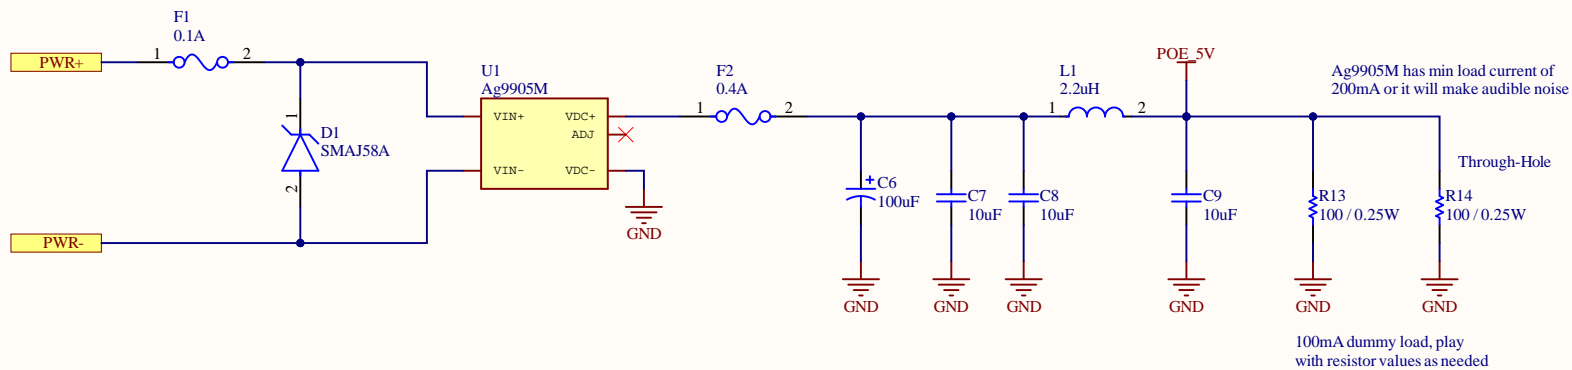 F1
0.1A
PWR+
1
2
D1
SMAJ58A
1
2
PWR-
U1
Ag9905M
VIN+
VDC+
ADJ
VIN-
VDC-
GND
F2
0.4A
1
2
C6
100uF
+
GND
C7
10uF
GND
C8
10uF
GND
L1
2.2uH
1
2
POE_5V
C9
10uF
GND
Ag9905M has min load current of
200mA or it will make audible noise
Through-Hole
R13
100 / 0.25W
GND
R14
100 / 0.25W
GND
100mA dummy load, play
with resistor values as needed